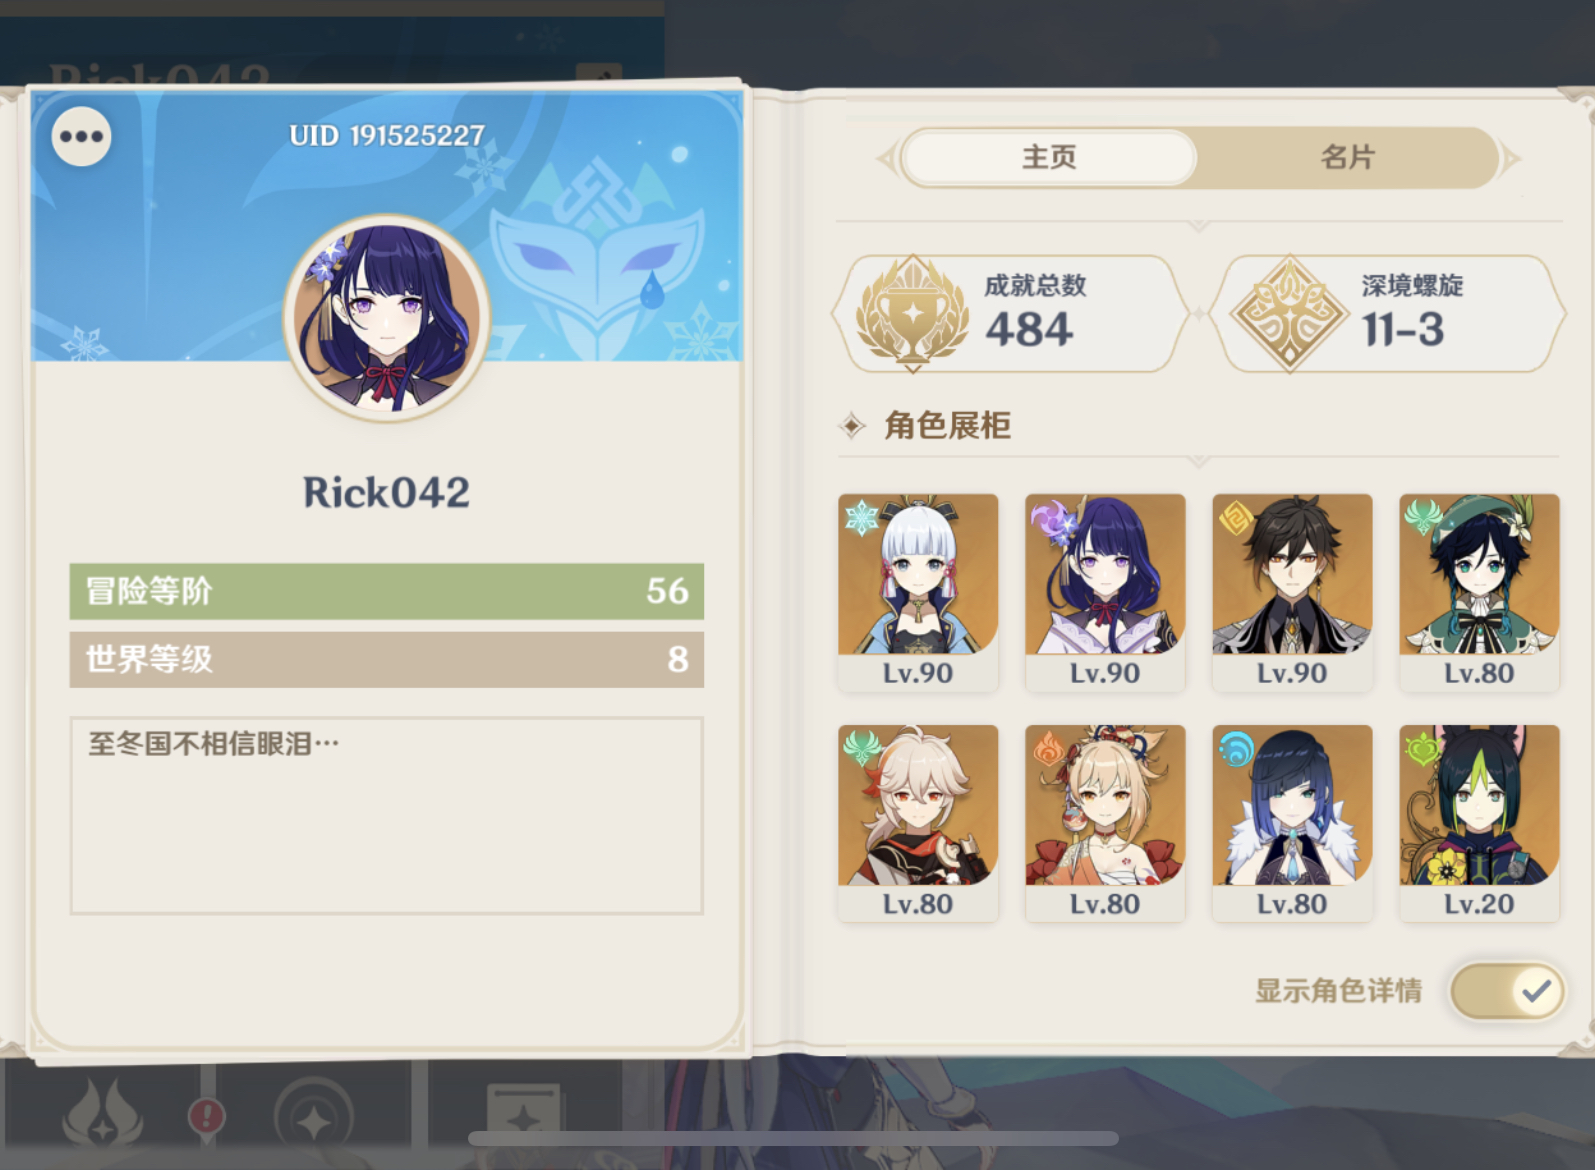 Rick042
UID 191525227
Rick042
冒险等阶 56
世界等级 8
至冬国不相信眼泪…
主页 名片
成就总数
484
深境螺旋
11-3
角色展柜
Lv.90 Lv.90 Lv.90 Lv.80
Lv.80 Lv.80 Lv.80 Lv.20
显示角色详情